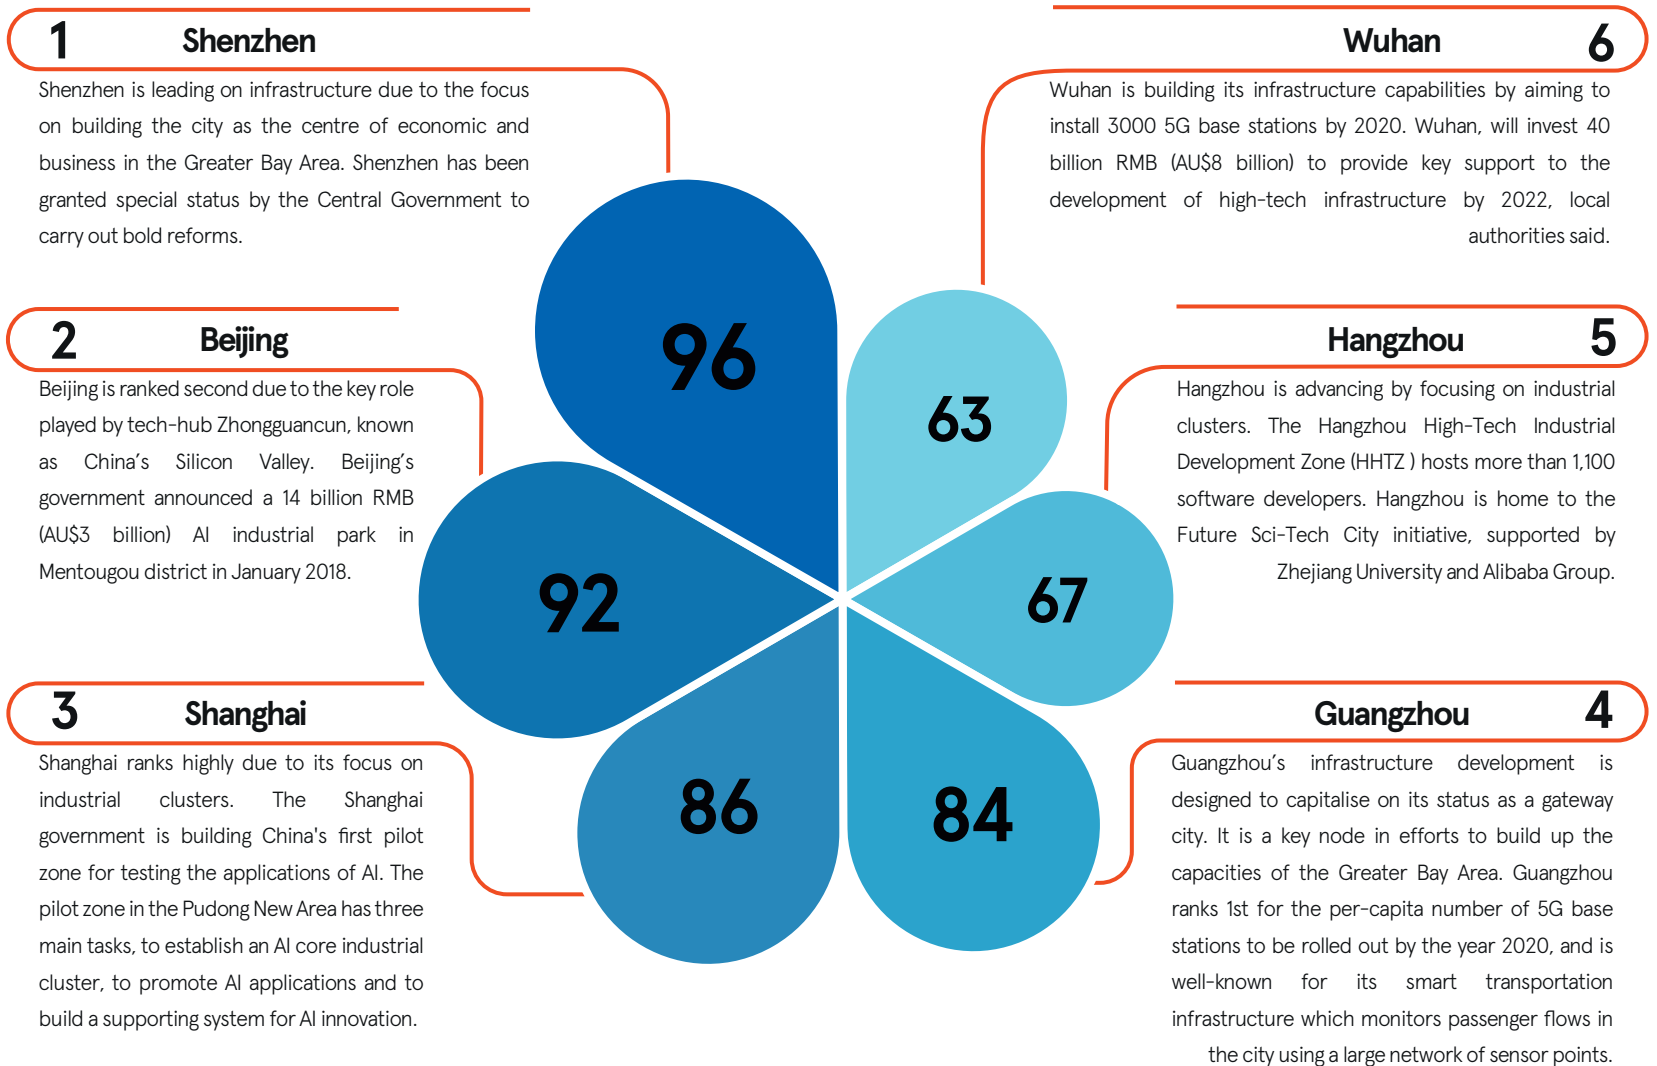 1 Shenzhen
Shenzhen is leading on infrastructure due to the focus
on building the city as the centre of economic and
business in the Greater Bay Area. Shenzhen has been
granted special status by the Central Government to
carry out bold reforms.
2 Beijing
Beijing is ranked second due to the key role
played by tech-hub Zhongguancun, known
as China's Silicon Valley. Beijing's
government announced a 14 billion RMB
(AU$3 billion) AI industrial park in
Mentougou district in January 2018.
3 Shanghai
Shanghai ranks highly due to its focus on
industrial clusters. The Shanghai
government is building China's first pilot
zone for testing the applications of AI. The
pilot zone in the Pudong New Area has three
main tasks, to establish an AI core industrial
cluster, to promote AI applications and to
build a supporting system for AI innovation.
96
92
86
63
67
84
Wuhan 6
Wuhan is building its infrastructure capabilities by aiming to
install 3000 5G base stations by 2020. Wuhan, will invest 40
billion RMB (AU$8 billion) to provide key support to the
development of high-tech infrastructure by 2022, local
authorities said.
Hangzhou 5
Hangzhou is advancing by focusing on industrial
clusters. The Hangzhou High-Tech Industrial
Development Zone (HHTZ ) hosts more than 1,100
software developers. Hangzhou is home to the
Future Sci-Tech City initiative, supported by
Zhejiang University and Alibaba Group.
Guangzhou 4
Guangzhou's infrastructure development is
designed to capitalise on its status as a gateway
city. It is a key node in efforts to build up the
capacities of the Greater Bay Area. Guangzhou
ranks 1st for the per-capita number of 5G base
stations to be rolled out by the year 2020, and is
well-known for its smart transportation
infrastructure which monitors passenger flows in
the city using a large network of sensor points.